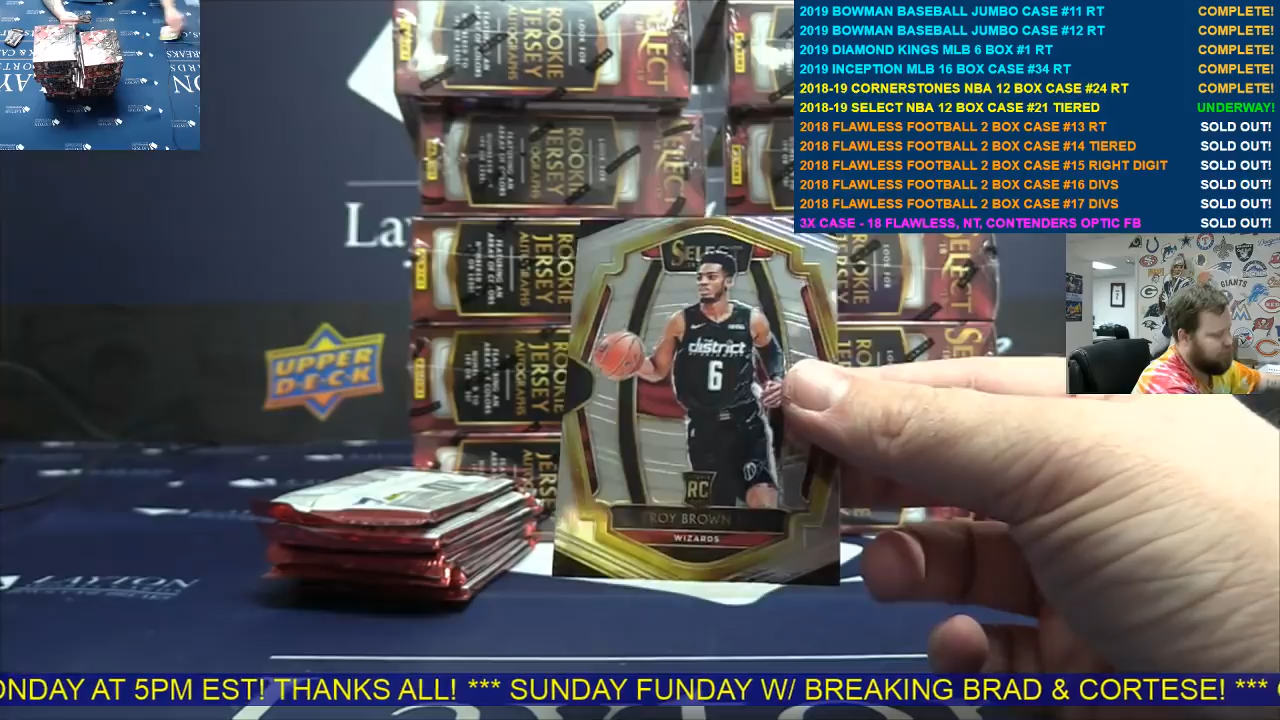 2019 BOWMAN BASEBALL JUMBO CASE #11 RT COMPLETE!
2019 BOWMAN BASEBALL JUMBO CASE #12 RT COMPLETE!
2019 DIAMOND KINGS MLB 6 BOX #1 RT COMPLETE!
2019 INCEPTION MLB 16 BOX CASE #34 RT COMPLETE!
2018-19 CORNERSTONES NBA 12 BOX CASE #24 RT COMPLETE!
2018-19 SELECT NBA 12 BOX CASE #21 TIERED UNDERWAY!
2018 FLAWLESS FOOTBALL 2 BOX CASE #13 RT SOLD OUT!
2018 FLAWLESS FOOTBALL 2 BOX CASE #14 TIERED SOLD OUT!
2018 FLAWLESS FOOTBALL 2 BOX CASE #15 RIGHT DIGIT SOLD OUT!
2018 FLAWLESS FOOTBALL 2 BOX CASE #16 DIVS SOLD OUT!
2018 FLAWLESS FOOTBALL 2 BOX CASE #17 DIVS SOLD OUT!
3X CASE - 18 FLAWLESS, NT, CONTENDERS OPTIC FB SOLD OUT!
LOOK FOR
ROOKIE
JERSEY
AUTOGRAPHS
SELECT
Lay
UPPER
DECK
SELECT
district
6
RC
ROY BROWN
WIZARDS
GIANTS
LAYTON
ONDAY AT 5PM EST! THANKS ALL! *** SUNDAY FUNDAY W/ BREAKING BRAD & CORTESE! ***